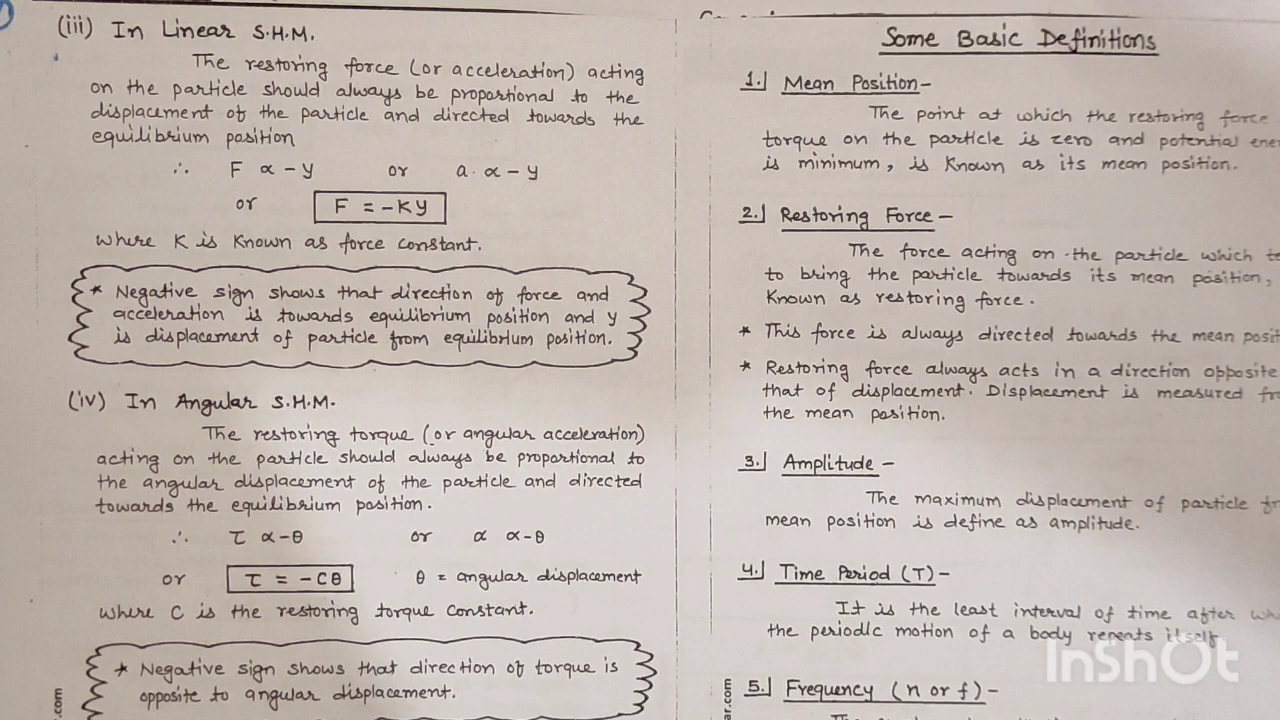 (iii) In Linear S.H.M.
The restoring force (or acceleration) acting
on the particle should always be proportional to the
displacement of the particle and directed towards the
equilibrium position
∴ F α -y or a α -y
or F = -Ky
where K is known as force constant.
* Negative sign shows that direction of force and
acceleration is towards equilibrium position and y
is displacement of particle from equilibrium position.
(iv) In Angular S.H.M.
The restoring torque (or angular acceleration)
acting on the particle should always be proportional to
the angular displacement of the particle and directed
towards the equilibrium position.
∴ τ α -θ or α α -θ
or τ = -Cθ θ = angular displacement
where C is the restoring torque constant.
* Negative sign shows that direction of torque is
opposite to angular displacement.
.com
Some Basic Definitions
1.] Mean Position-
The point at which the restoring force
torque on the particle is zero and potential ene
is minimum, is known as its mean position.
2.] Restoring Force -
The force acting on the particle which te
to bring the particle towards its mean position,
known as restoring force.
* This force is always directed towards the mean posit
* Restoring force always acts in a direction opposite
that of displacement. Displacement is measured fr
the mean position.
3.] Amplitude -
The maximum displacement of particle fr
mean position is define as amplitude.
4.] Time Period (T)-
It is the least interval of time after wh
the periodic motion of a body repeats itself
5.] Frequency (n or f) -
ar.com
InShOt